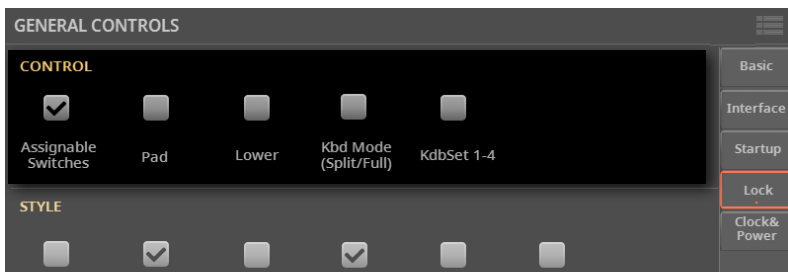 GENERAL CONTROLS
CONTROL
Assignable
Switches
Pad
Lower
Kbd Mode
(Split/Full)
KdbSet 1-4
STYLE
Basic
Interface
Startup
Lock
Clock&
Power